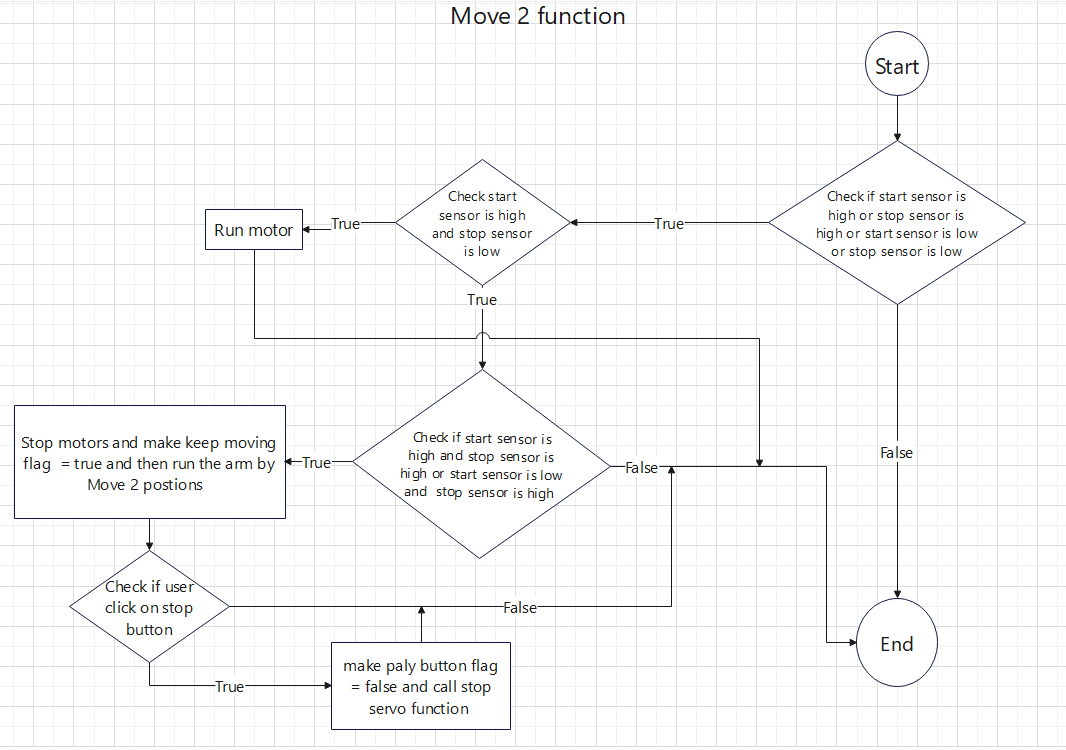 Move 2 function
Start
Check if start sensor is
high or stop sensor is
high or start sensor is low
or stop sensor is low
True
Check start
sensor is high
and stop sensor
is low
True
Run motor
True
False
Check if start sensor is
high and stop sensor is
high or start sensor is low
and stop sensor is high
True
False
Stop motors and make keep moving
flag = true and then run the arm by
Move 2 postions
Check if user
click on stop
button
False
True
make paly button flag
= false and call stop
servo function
End